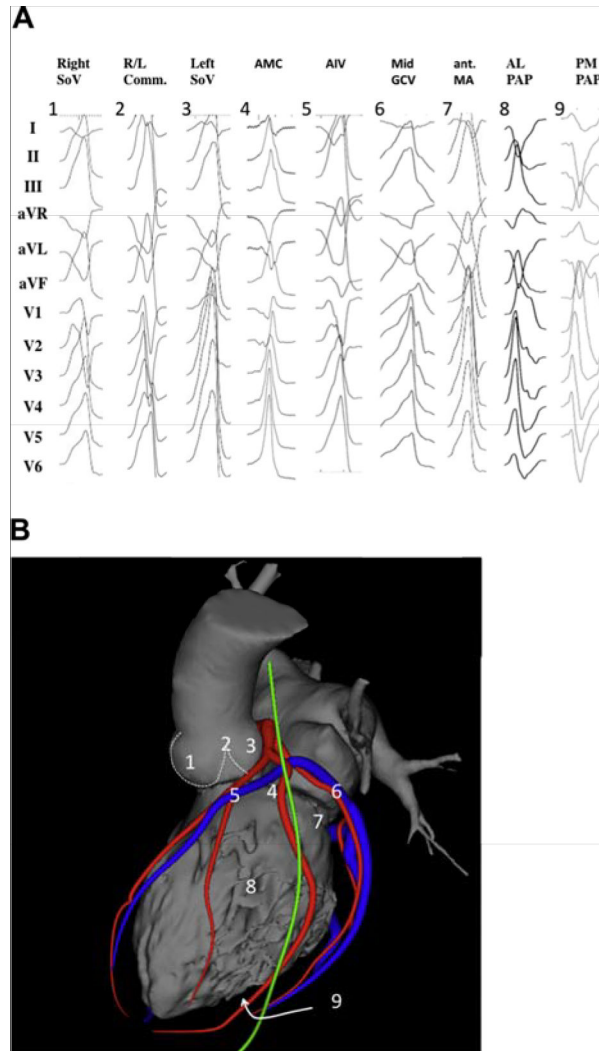 A
Right SoV R/L Comm. Left SoV AMC AIV Mid GCV ant. MA AL PAP PM PAP
1 2 3 4 5 6 7 8 9
I
II
III
aVR
aVL
aVF
V1
V2
V3
V4
V5
V6
B
1 2 3
5 4 6
7
8
9